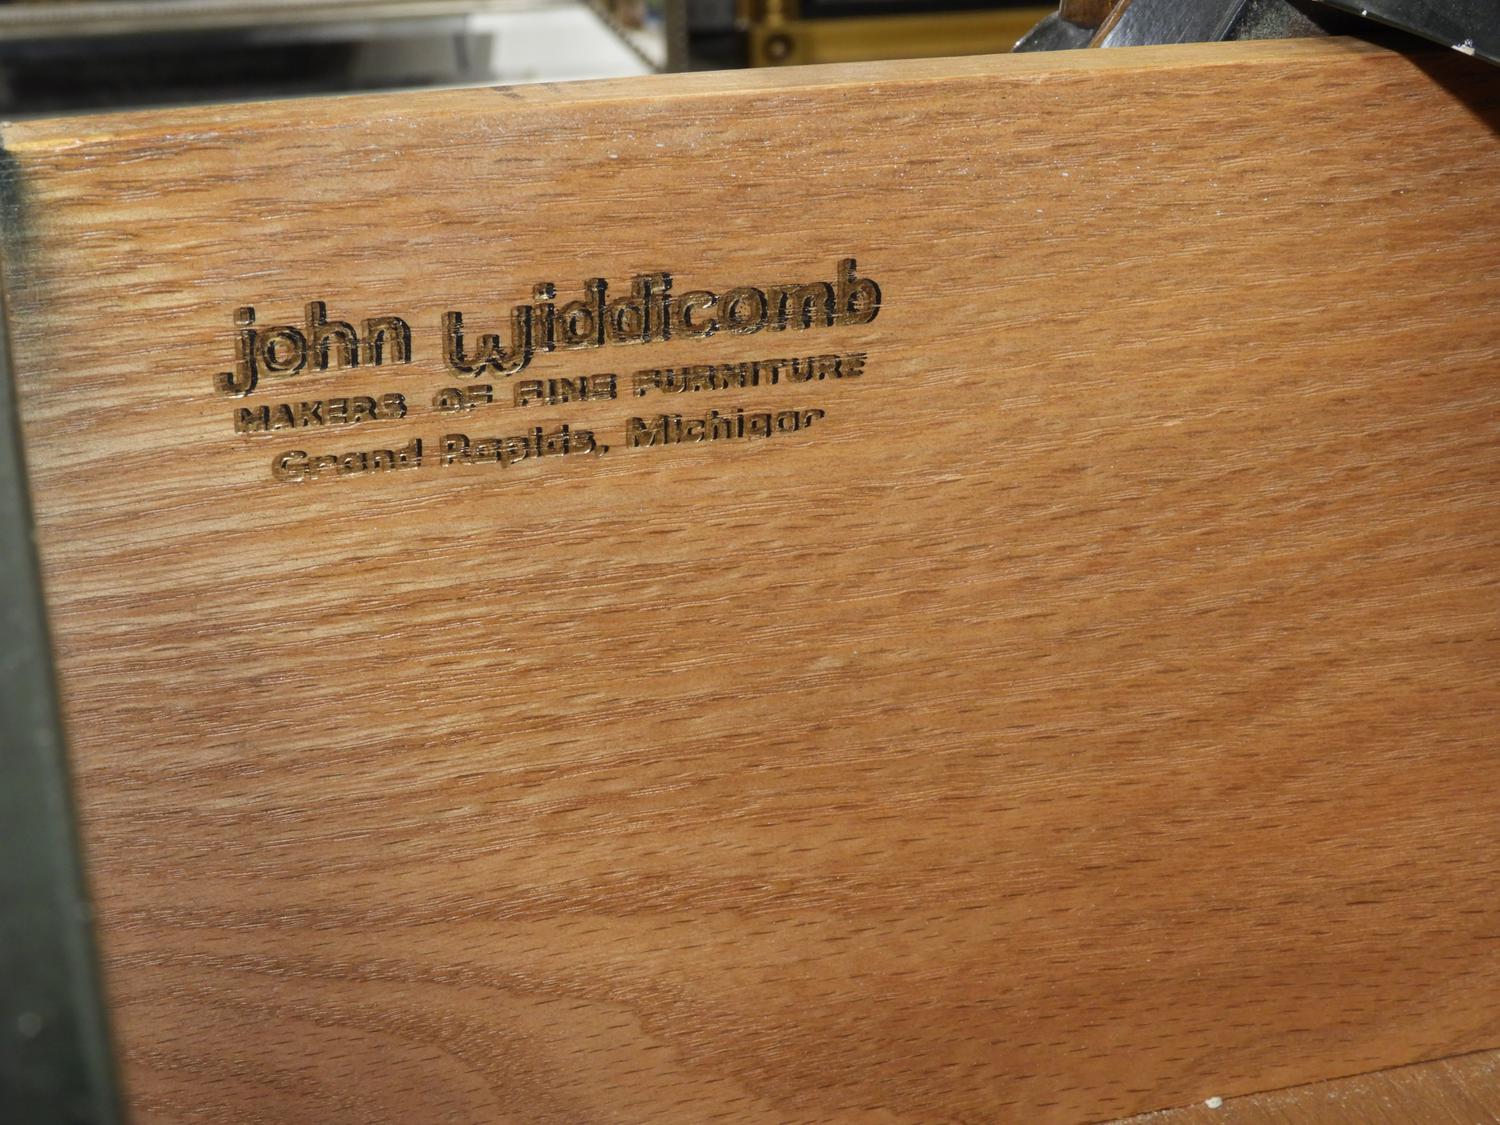 john widdicomb
MAKERS OF FINE FURNITURE
Grand Rapids, Michigan